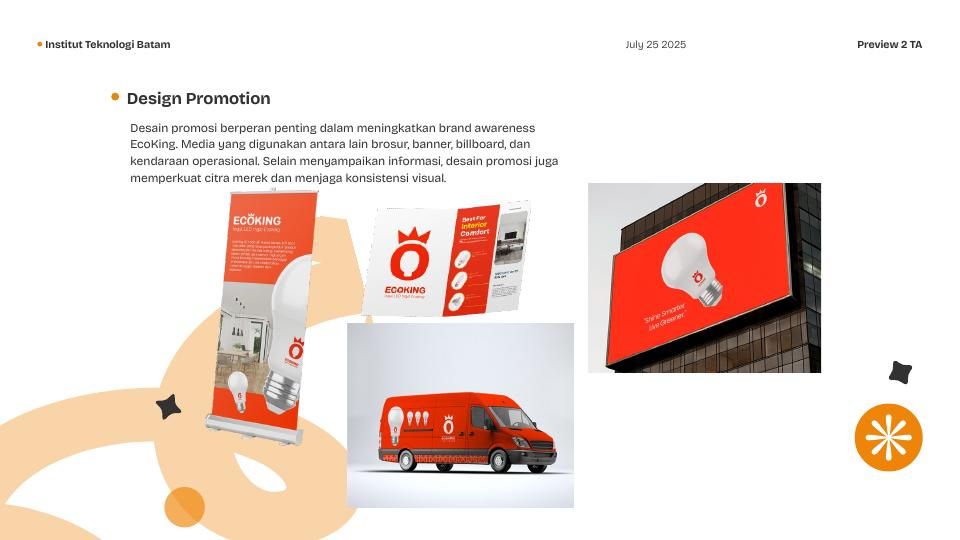 Institut Teknologi Batam
July 25 2025
Preview 2 TA
Design Promotion
Desain promosi berperan penting dalam meningkatkan brand awareness
EcoKing. Media yang digunakan antara lain brosur, banner, billboard, dan
kendaraan operasional. Selain menyampaikan informasi, desain promosi juga
memperkuat citra merek dan menjaga konsistensi visual.
ECOKING
ECOKING
Best For
Interior
Comfort
"Shine Smarter,
Live Greener."
ECOKING